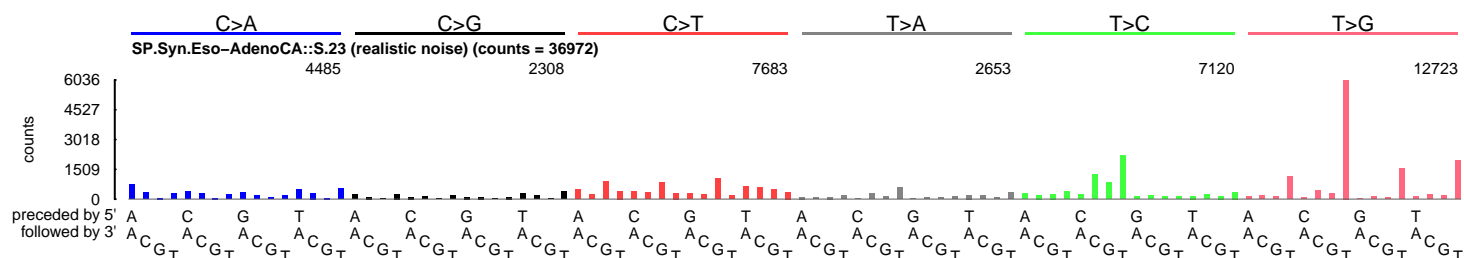 C>A C>G C>T T>A T>C T>G
SP.Syn.Eso−AdenoCA::S.23 (realistic noise) (counts = 36972)
4485 2308 7683 2653 7120 12723
6036
4527
3018
1509
0
counts
preceded by 5' A C G T A C G T A C G T A C G T A C G T A C G T
followed by 3' A C G T A C G T A C G T A C G T A C G T A C G T A C G T A C G T A C G T A C G T A C G T A C G T A C G T A C G T A C G T A C G T A C G T A C G T A C G T A C G T A C G T A C G T A C G T A C G T